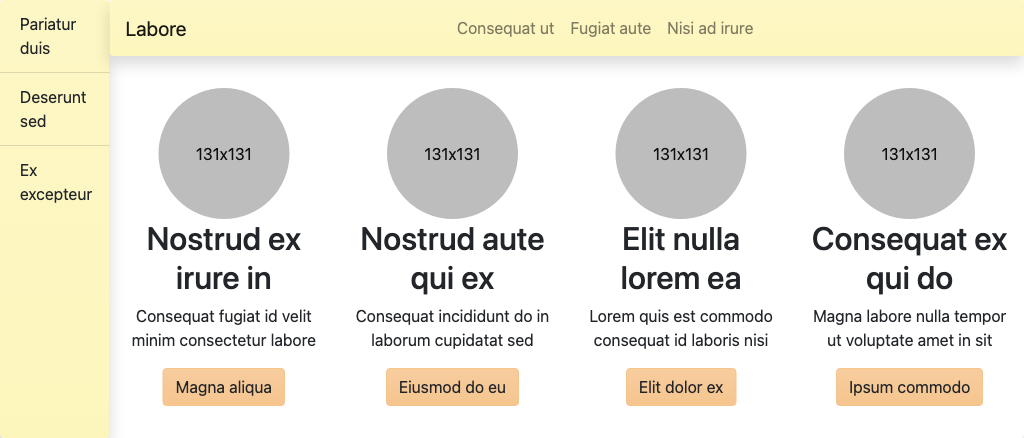 Pariatur
duis
Deserunt
sed
Ex
excepteur
Labore
Consequat ut
Fugiat aute
Nisi ad irure
131x131
Nostrud ex
irure in
Consequat fugiat id velit
minim consectetur labore
Magna aliqua
131x131
Nostrud aute
qui ex
Consequat incididunt do in
laborum cupidatat sed
Eiusmod do eu
131x131
Elit nulla
lorem ea
Lorem quis est commodo
consequat id laboris nisi
Elit dolor ex
131x131
Consequat ex
qui do
Magna labore nulla tempor
ut voluptate amet in sit
Ipsum commodo